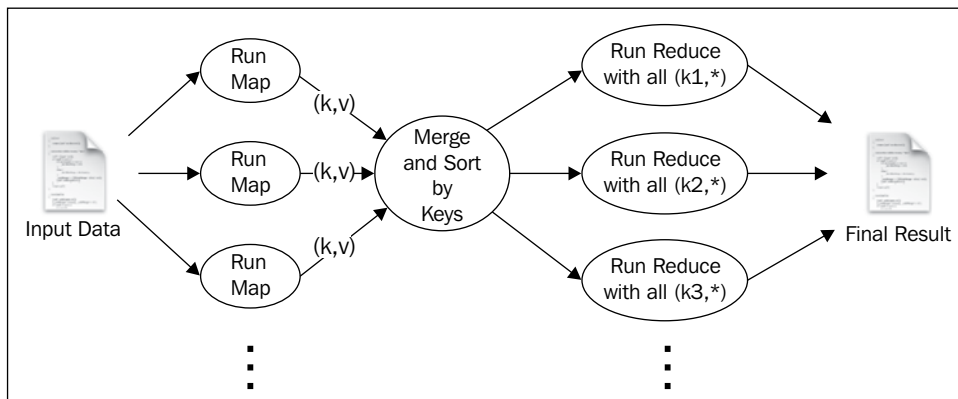 Input Data
Run
Map
Run
Map
Run
Map
(k,v)
(k,v)
(k,v)
Merge
and Sort
by
Keys
Run Reduce
with all (k1,*)
Run Reduce
with all (k2,*)
Run Reduce
with all (k3,*)
Final Result